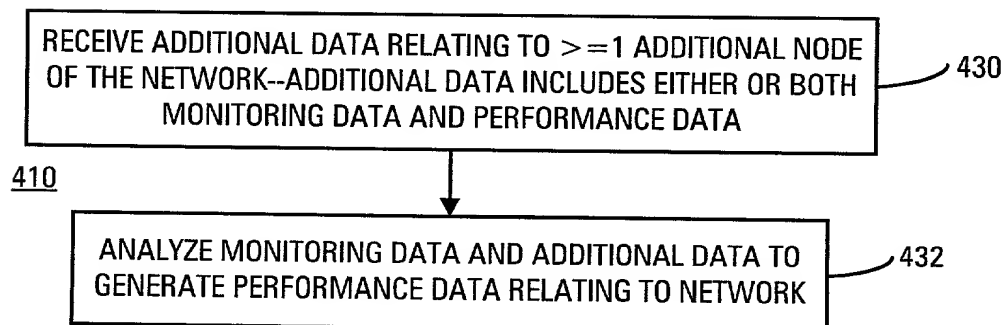 RECEIVE ADDITIONAL DATA RELATING TO >=1 ADDITIONAL NODE
OF THE NETWORK--ADDITIONAL DATA INCLUDES EITHER OR BOTH
MONITORING DATA AND PERFORMANCE DATA
430
410
ANALYZE MONITORING DATA AND ADDITIONAL DATA TO
GENERATE PERFORMANCE DATA RELATING TO NETWORK
432